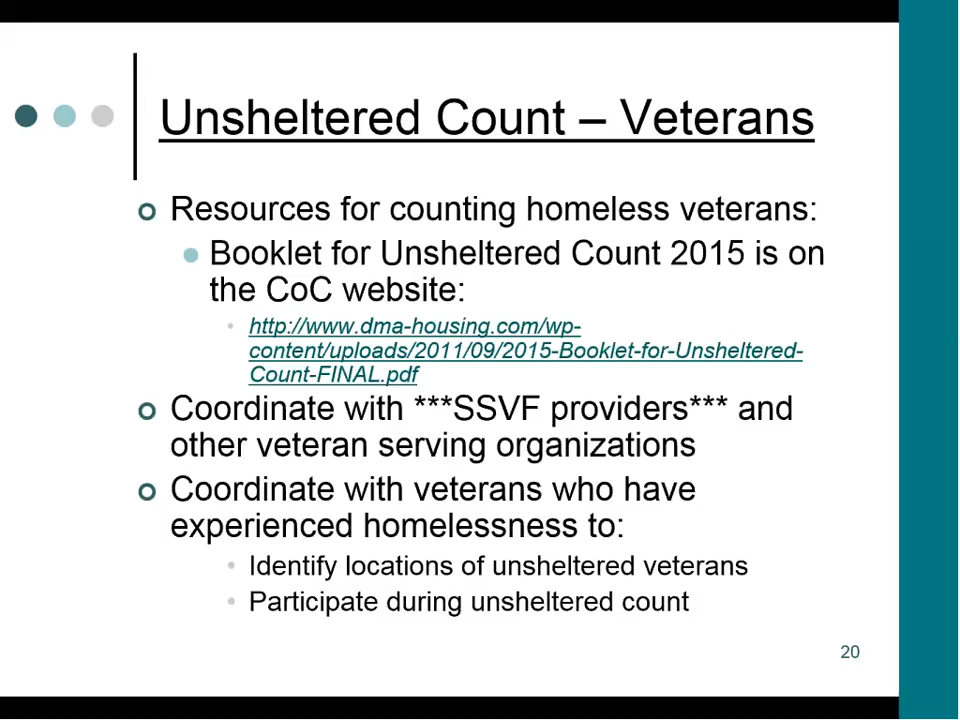 Unsheltered Count – Veterans
Resources for counting homeless veterans:
Booklet for Unsheltered Count 2015 is on
the CoC website:
http://www.dma-housing.com/wp-
content/uploads/2011/09/2015-Booklet-for-Unsheltered-
Count-FINAL.pdf
Coordinate with ***SSVF providers*** and
other veteran serving organizations
Coordinate with veterans who have
experienced homelessness to:
Identify locations of unsheltered veterans
Participate during unsheltered count
20